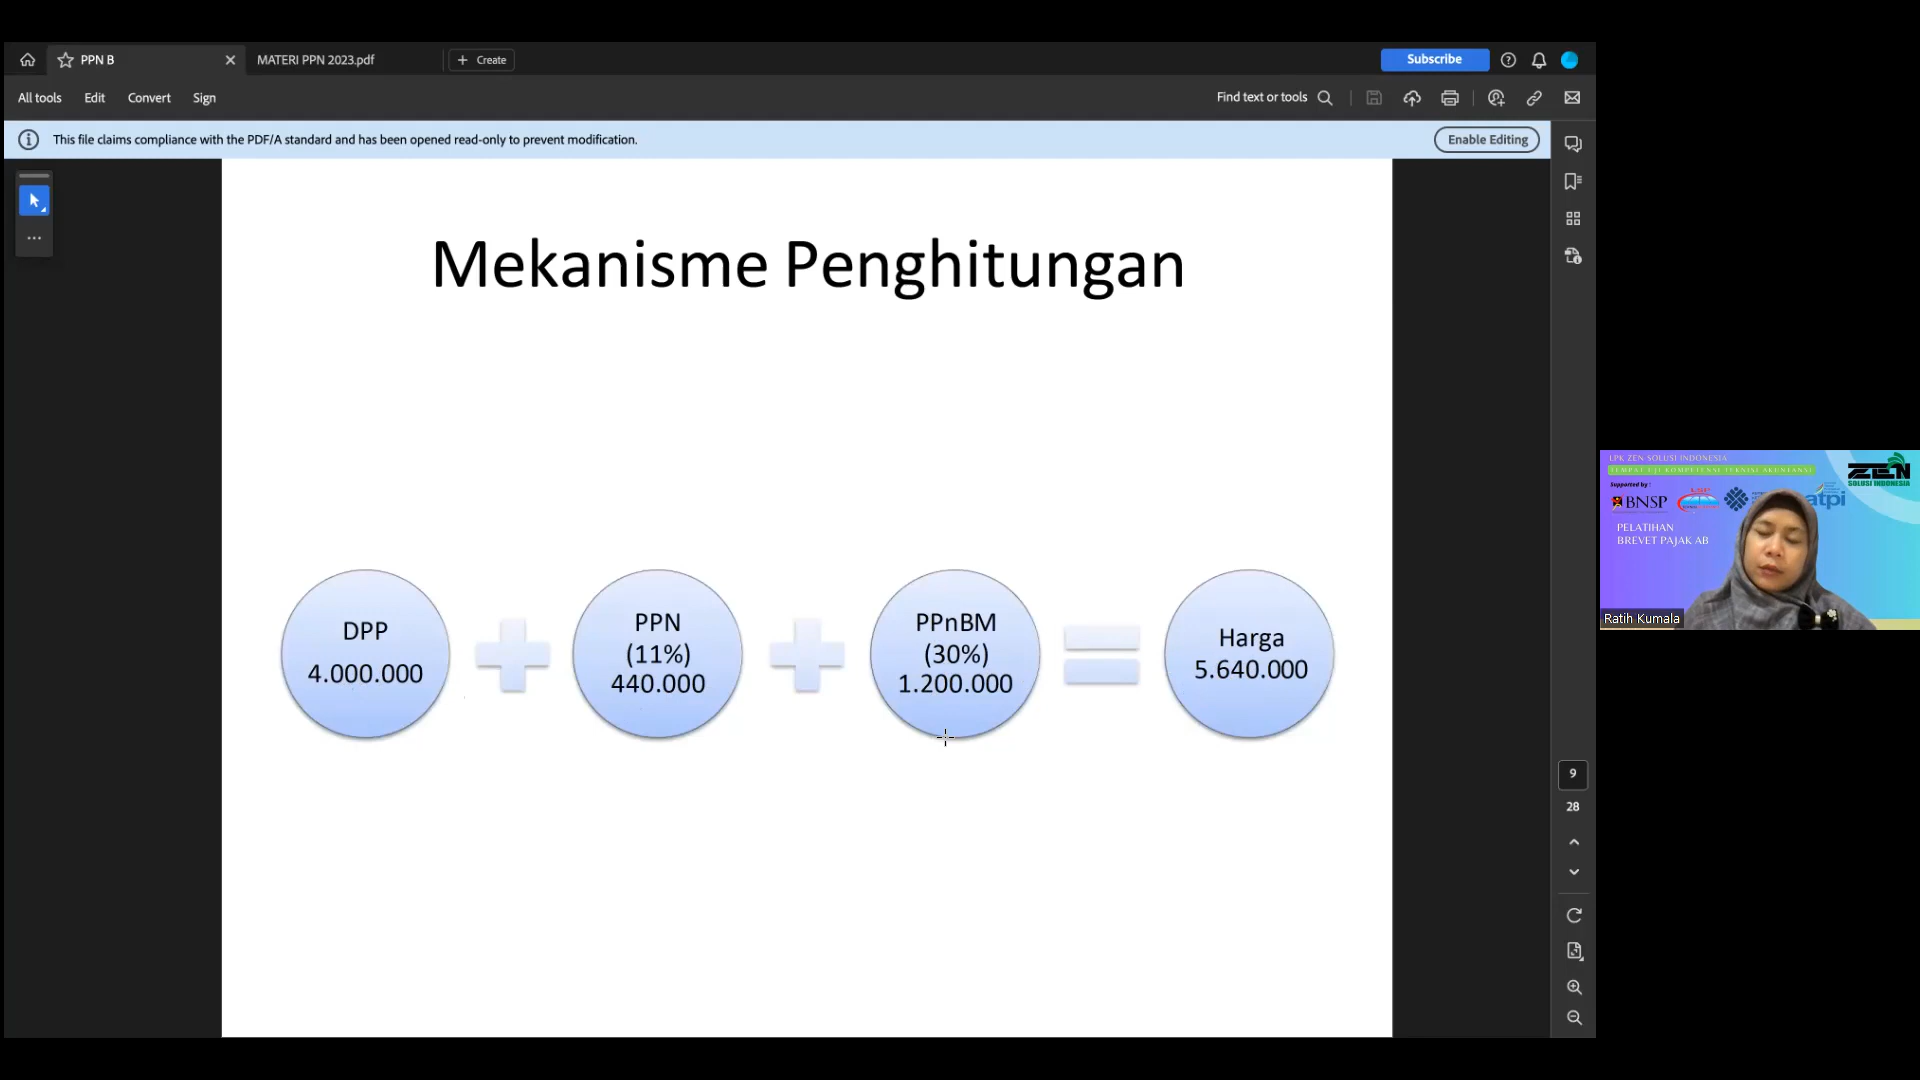 PPN B
MATERI PPN 2023.pdf
Create
Subscribe
All tools
Edit
Convert
Sign
Find text or tools
This file claims compliance with the PDF/A standard and has been opened read-only to prevent modification.
Enable Editing
Mekanisme Penghitungan
DPP
4.000.000
PPN
(11%)
440.000
PPnBM
(30%)
1.200.000
Harga
5.640.000
9
28
LPK ZEN SOLUSI INDONESIA
TEMPAT UJI KOMPETENSI TEKNISI AKUNTANSI
Supported by :
ZEN
SOLUSI INDONESIA
BNSP
atpi
PELATIHAN
BREVET PAJAK AB
Ratih Kumala